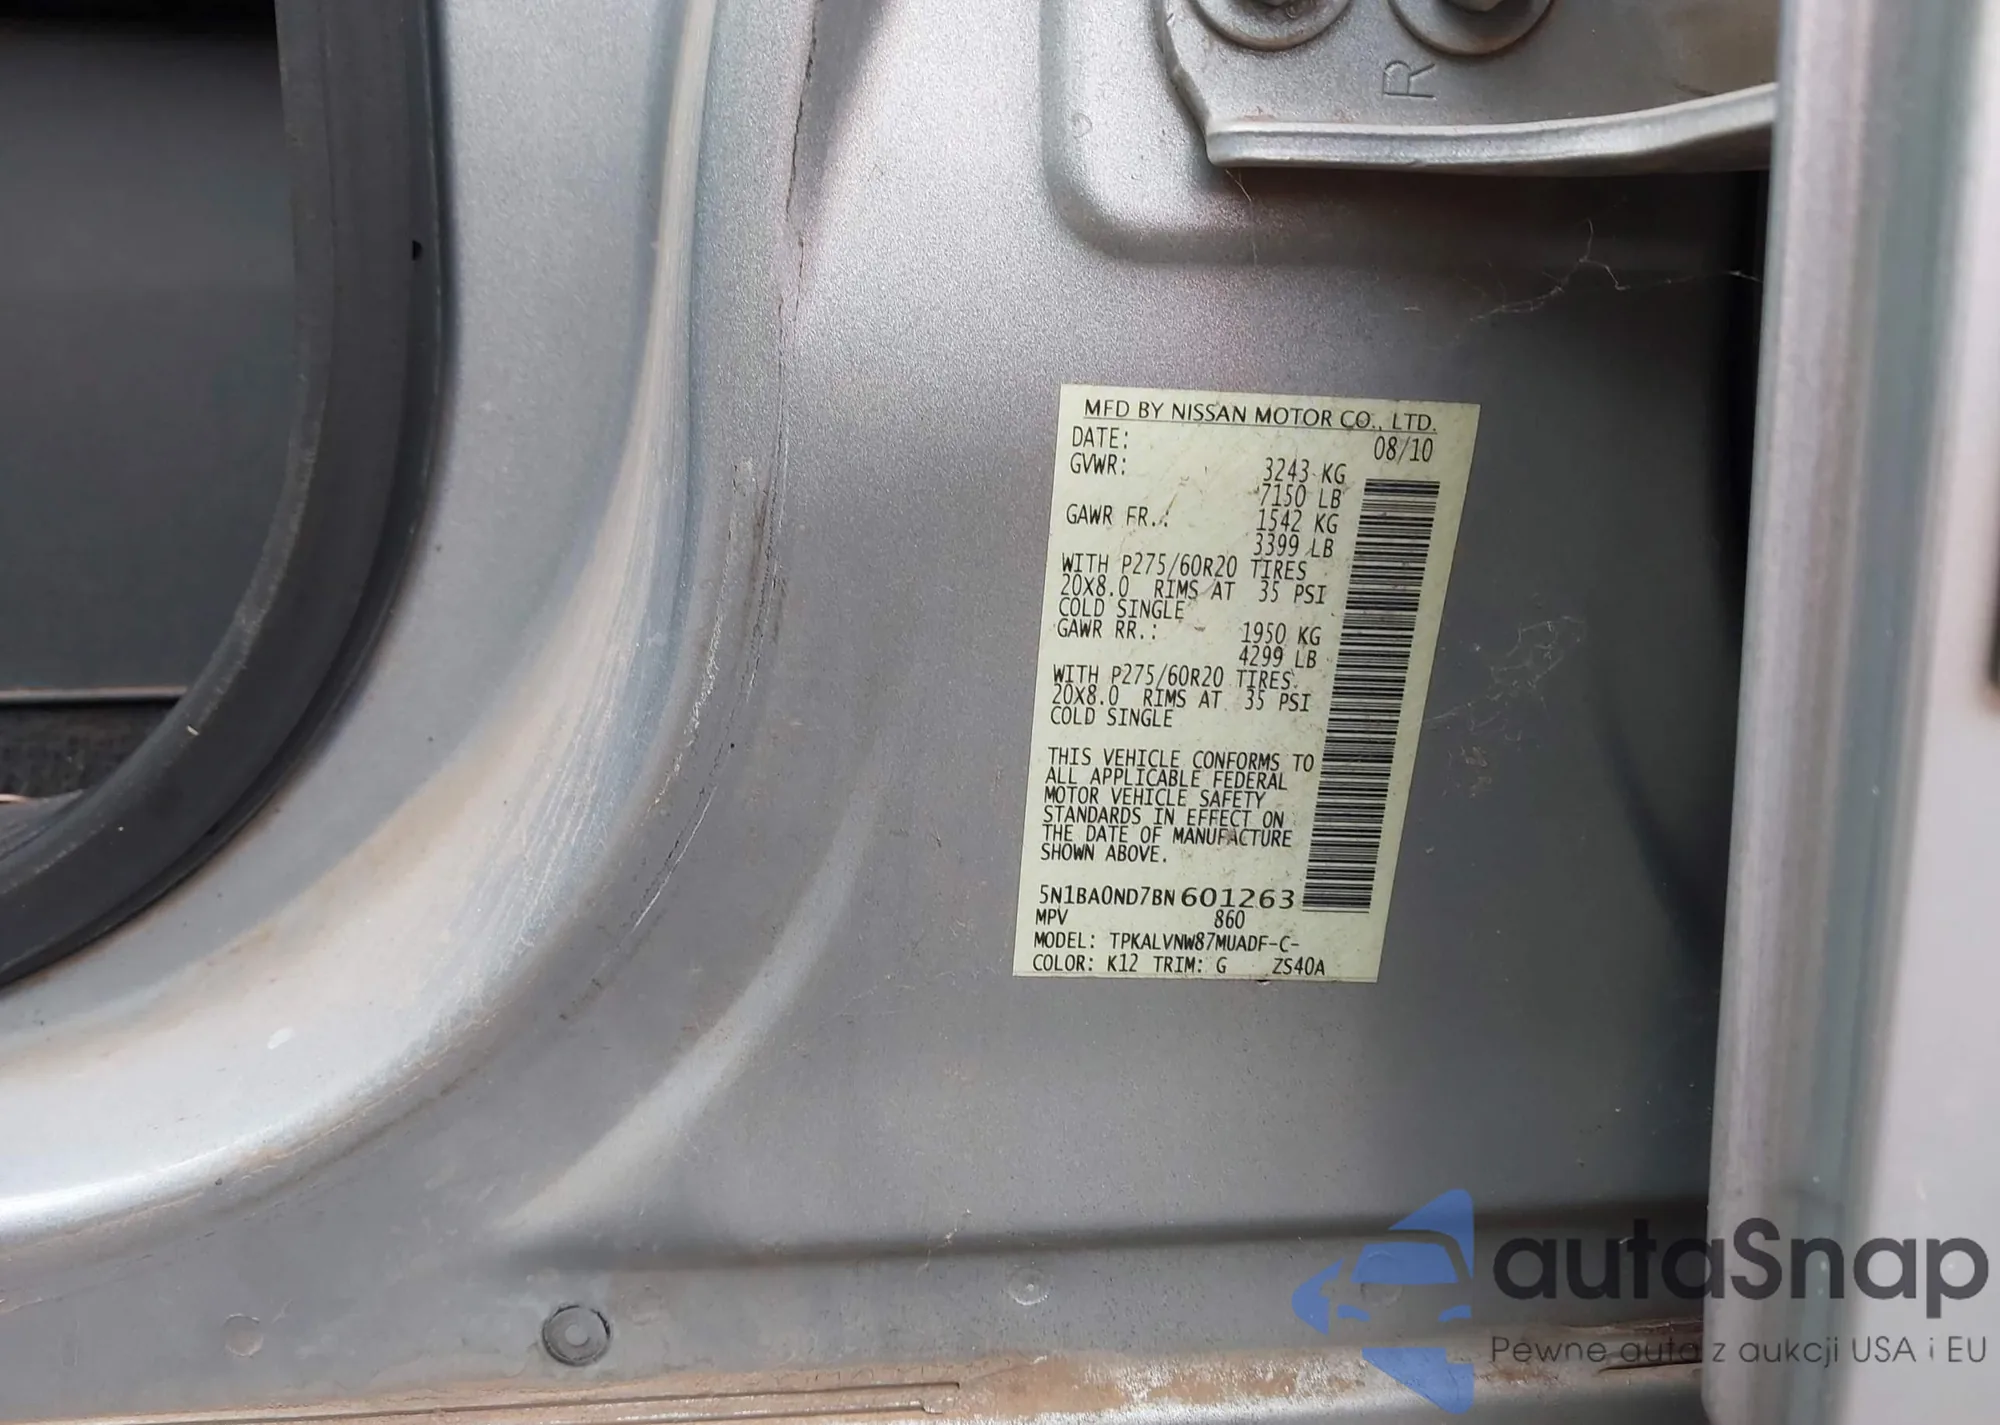 R
MFD BY NISSAN MOTOR CO., LTD.
DATE: 08/10
GVWR: 3243 KG
7150 LB
GAWR FR.: 1542 KG
3399 LB
WITH P275/60R20 TIRES
20X8.0 RIMS AT 35 PSI
COLD SINGLE
GAWR RR.: 1950 KG
4299 LB
WITH P275/60R20 TIRES
20X8.0 RIMS AT 35 PSI
COLD SINGLE
THIS VEHICLE CONFORMS TO
ALL APPLICABLE FEDERAL
MOTOR VEHICLE SAFETY
STANDARDS IN EFFECT ON
THE DATE OF MANUFACTURE
SHOWN ABOVE.
5N1BA0ND7BN601263
MPV 860
MODEL: TPKALVNW87MUADF-C-
COLOR: K12 TRIM: G ZS40A
autaSnap
Pewne auta z aukcji USA i EU